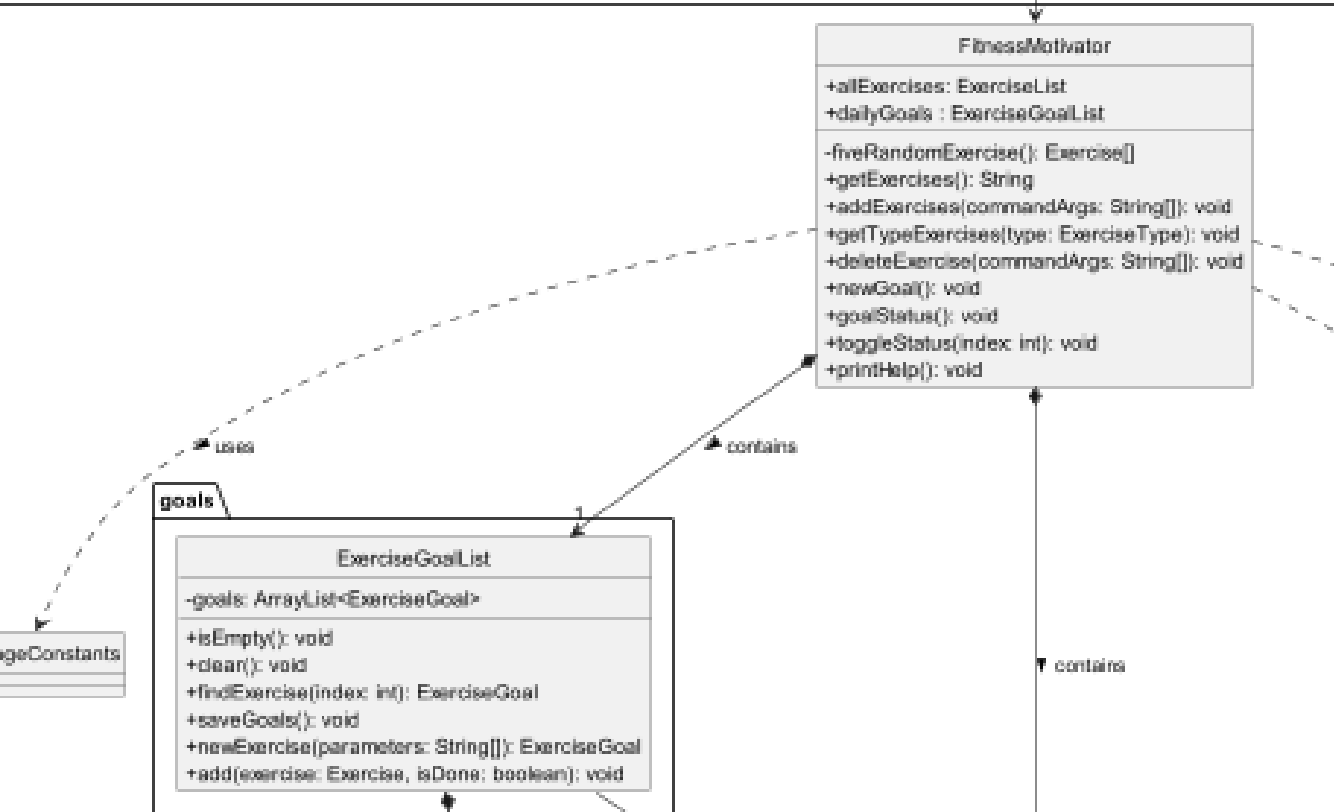 FitnessMotivator
+allExercises: ExerciseList
+dailyGoals : ExerciseGoalList
-fiveRandomExercise(): Exercise[]
+getExercises(): String
+addExercises(commandArgs: String[]): void
+getTypeExercises(type: ExerciseType): void
+deleteExercise(commandArgs: String[]): void
+newGoal(): void
+goalStatus(): void
+toggleStatus(index: int): void
+printHelp(): void
uses
contains
goals
1
ExerciseGoalList
-goals: ArrayList<ExerciseGoal>
+isEmpty(): void
+clear(): void
+findExercise(index: int): ExerciseGoal
+saveGoals(): void
+newExercise(parameters: String[]): ExerciseGoal
+add(exercise: Exercise, isDone: boolean): void
ageConstants
contains